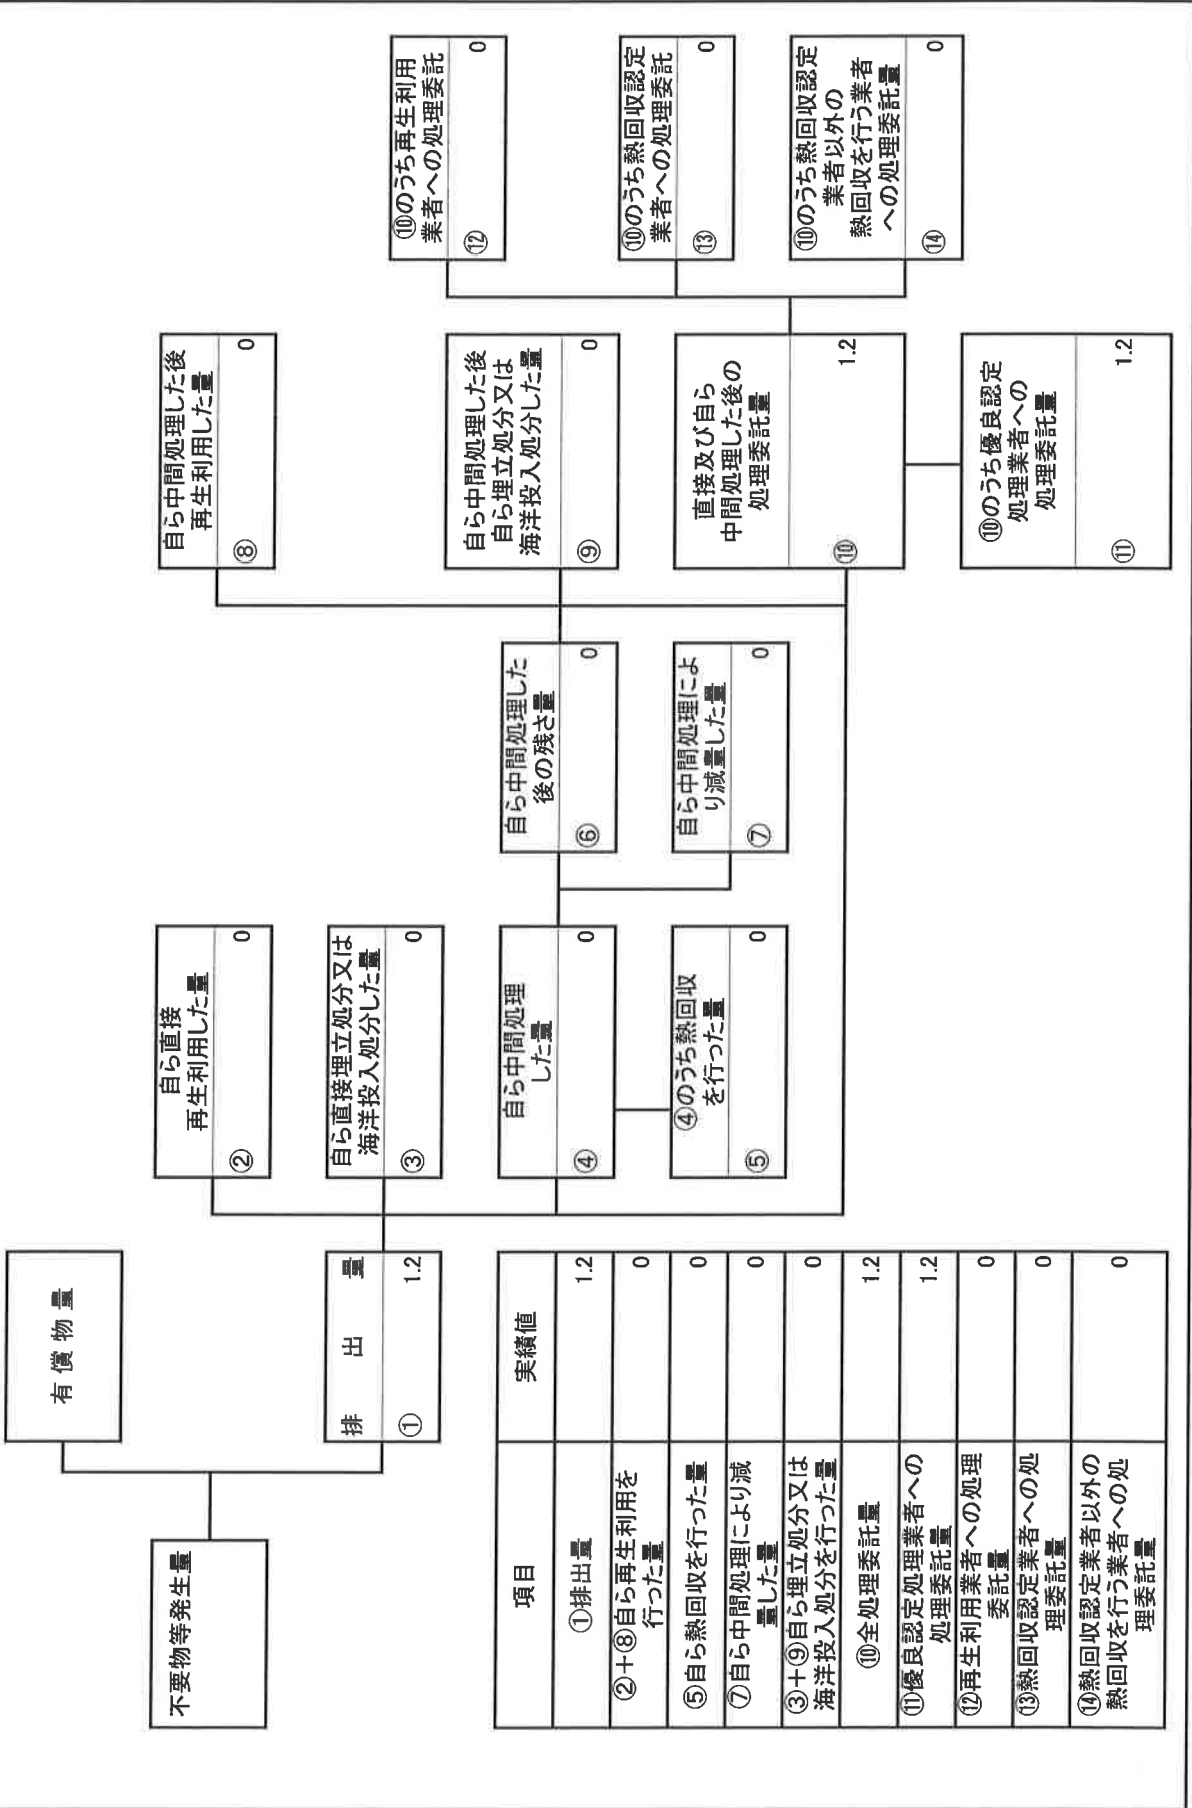 不要物等発生量
有償物量
排出量
① 1.2
自ら直接
再生利用した量
② 0
自ら直接埋立処分又は
海洋投入処分した量
③ 0
自ら中間処理
した量
④ 0
④のうち熱回収
を行った量
⑤ 0
自ら中間処理した
後の残さ量
⑥ 0
自ら中間処理によ
り減量した量
⑦ 0
自ら中間処理した後
再生利用した量
⑧ 0
自ら中間処理した後
自ら埋立処分又は
海洋投入処分した量
⑨ 0
直接及び自ら
中間処理した後の
処理委託量
⑩ 1.2
⑩のうち優良認定
処理業者への
処理委託量
⑪ 1.2
⑩のうち再生利用
業者への処理委託
⑫ 0
⑩のうち熱回収認定
業者への処理委託
⑬ 0
⑩のうち熱回収認定
業者以外の
熱回収を行う業者
への処理委託量
⑭ 0
項目 実績値
①排出量 1.2
②+⑧自ら再生利用を
行った量 0
⑤自ら熱回収を行った量 0
⑦自ら中間処理により減
量した量 0
③+⑨自ら埋立処分又は
海洋投入処分を行った量 0
⑩全処理委託量 1.2
⑪優良認定処理業者への
処理委託量 1.2
⑫再生利用業者への処理
委託量 0
⑬熱回収認定業者への処
理委託量 0
⑭熱回収認定業者以外の
熱回収を行う業者への処
理委託量 0